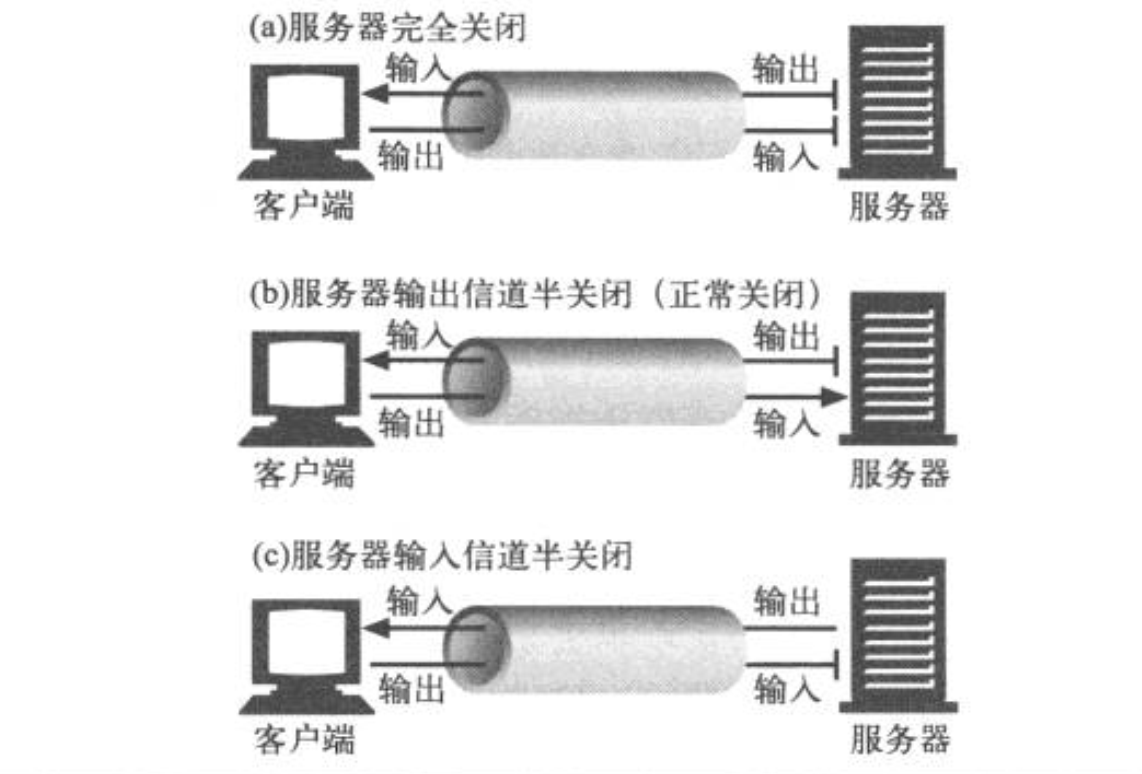 (a)服务器完全关闭
输入 输出
输出 输入
客户端 服务器
(b)服务器输出信道半关闭（正常关闭）
输入 输出
输出 输入
客户端 服务器
(c)服务器输入信道半关闭
输入 输出
输出 输入
客户端 服务器